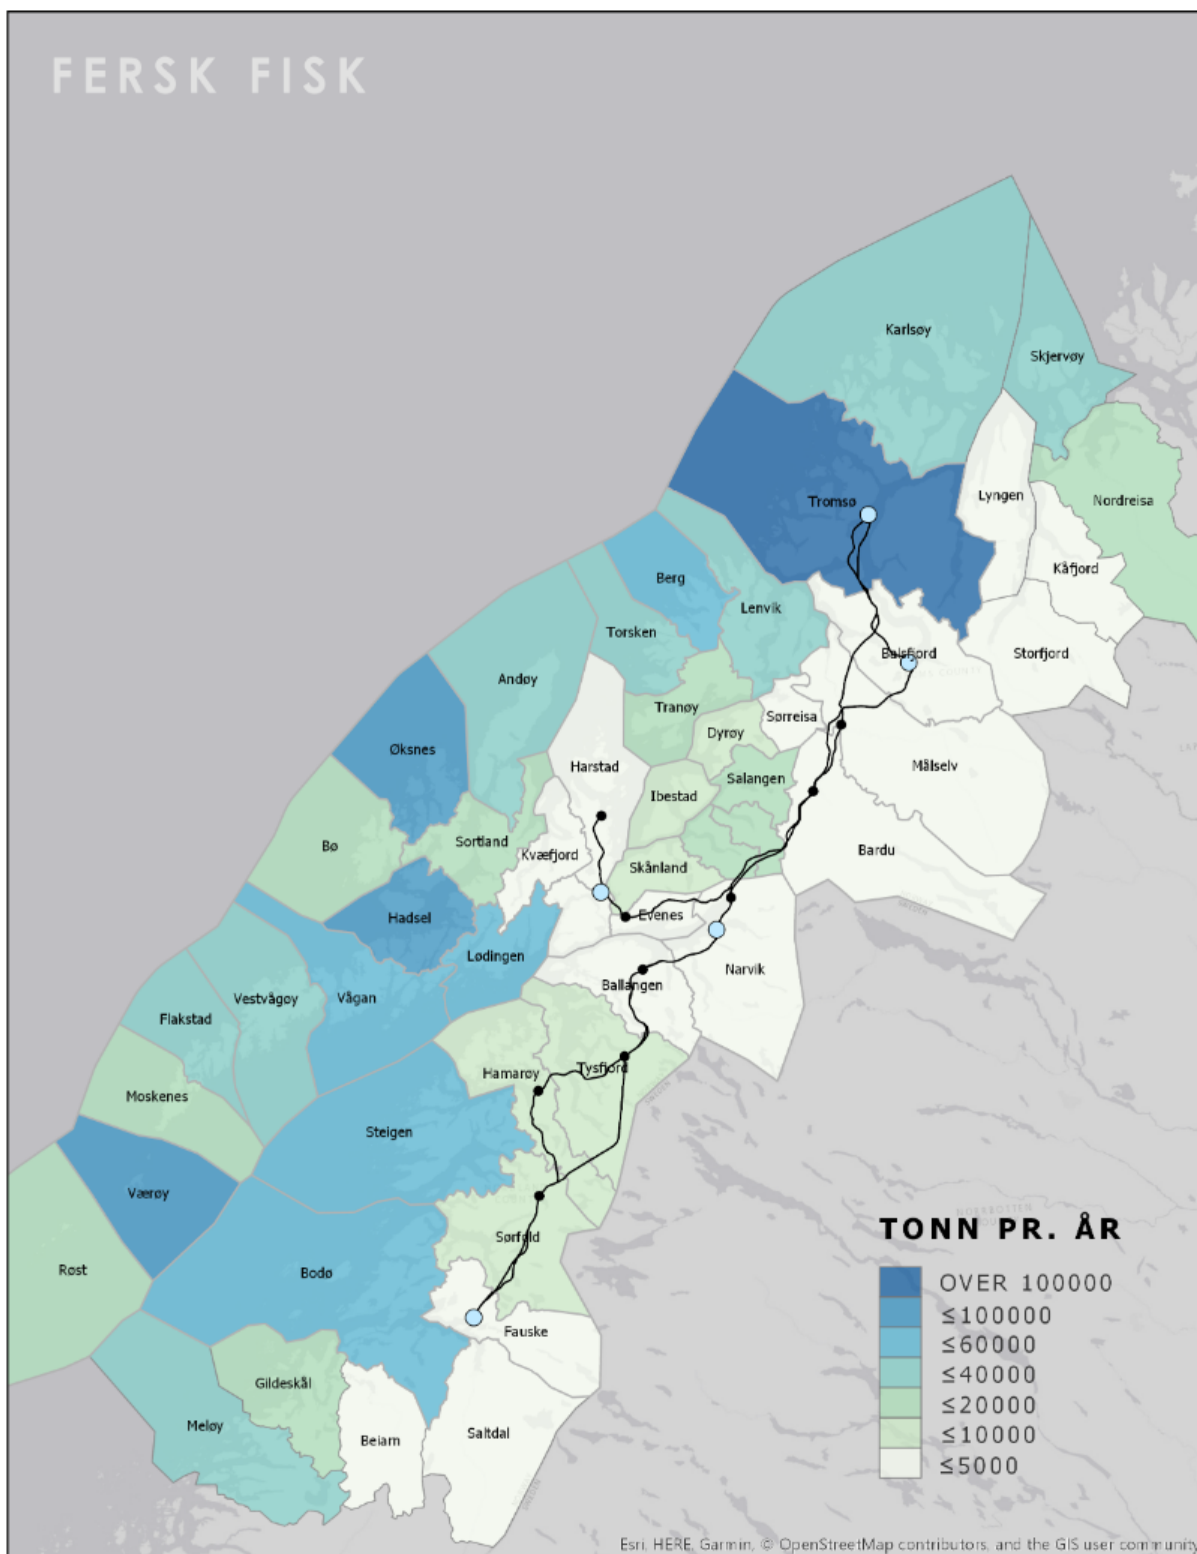 FERSK FISK
Karlsøy
Skjervøy
Tromsø
Lyngen
Nordreisa
Kåfjord
Berg
Lenvik
Torsken
Balsfjord
Storfjord
Andøy
Tranøy
Sørreisa
Dyrøy
Øksnes
Harstad
Salangen
Målselv
Ibestad
Bø
Sortland
Kvæfjord
Bardu
Skånland
Hadsel
Evenes
Lødingen
Narvik
Vestvågøy
Vågan
Ballangen
Flakstad
Hamarøy
Tysfjord
Moskenes
Steigen
Værøy
Sørfold
Røst
Bodø
Fauske
Gildeskål
Meløy
Beiarn
Saltdal
TONN PR. ÅR
OVER 100000
≤100000
≤60000
≤40000
≤20000
≤10000
≤5000
Esri, HERE, Garmin, © OpenStreetMap contributors, and the GIS user community